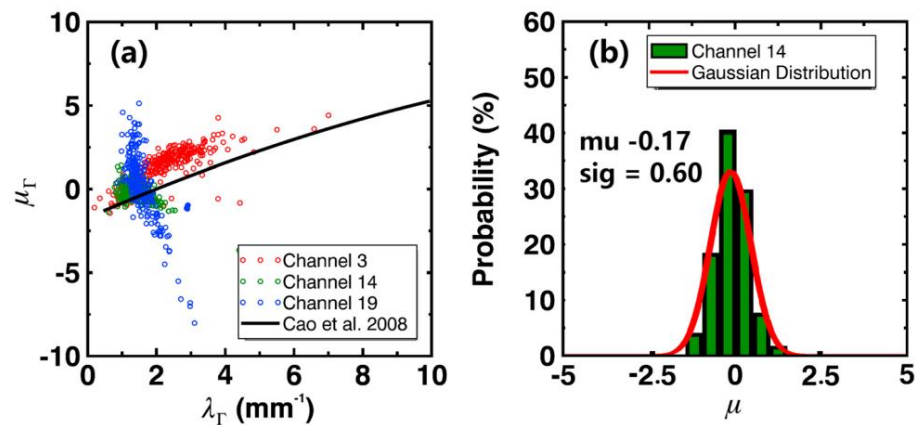 (a)
10
5
0
-5
-10
μΓ
0 2 4 6 8 10
λΓ (mm⁻¹)
Channel 3
Channel 14
Channel 19
Cao et al. 2008
(b)
60
50
40
30
20
10
0
Probability (%)
Channel 14
Gaussian Distribution
mu -0.17
sig = 0.60
-5 -2.5 0 2.5 5
μ